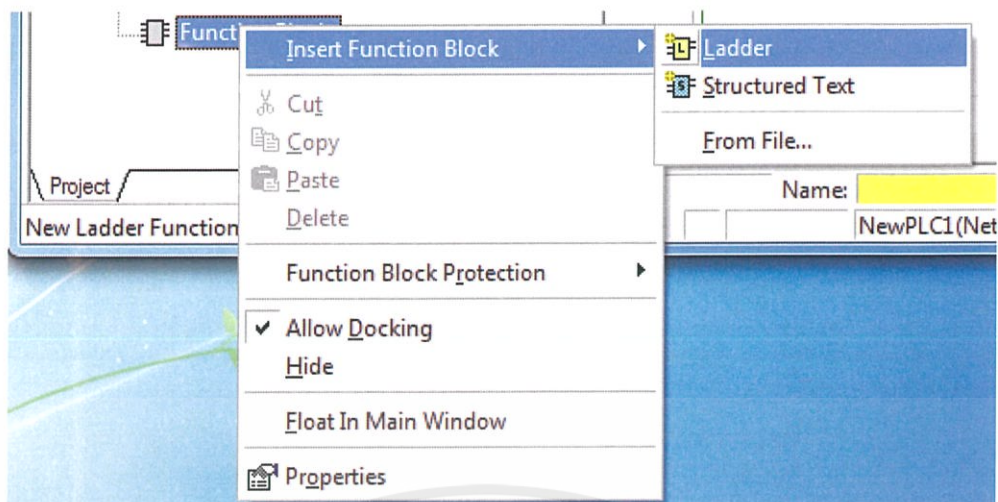 Insert Function Block
Ladder
Structured Text
From File...
Cut
Copy
Paste
Delete
Function Block Protection
Allow Docking
Hide
Float In Main Window
Properties
Project
Name:
New Ladder Function
NewPLC1(Net